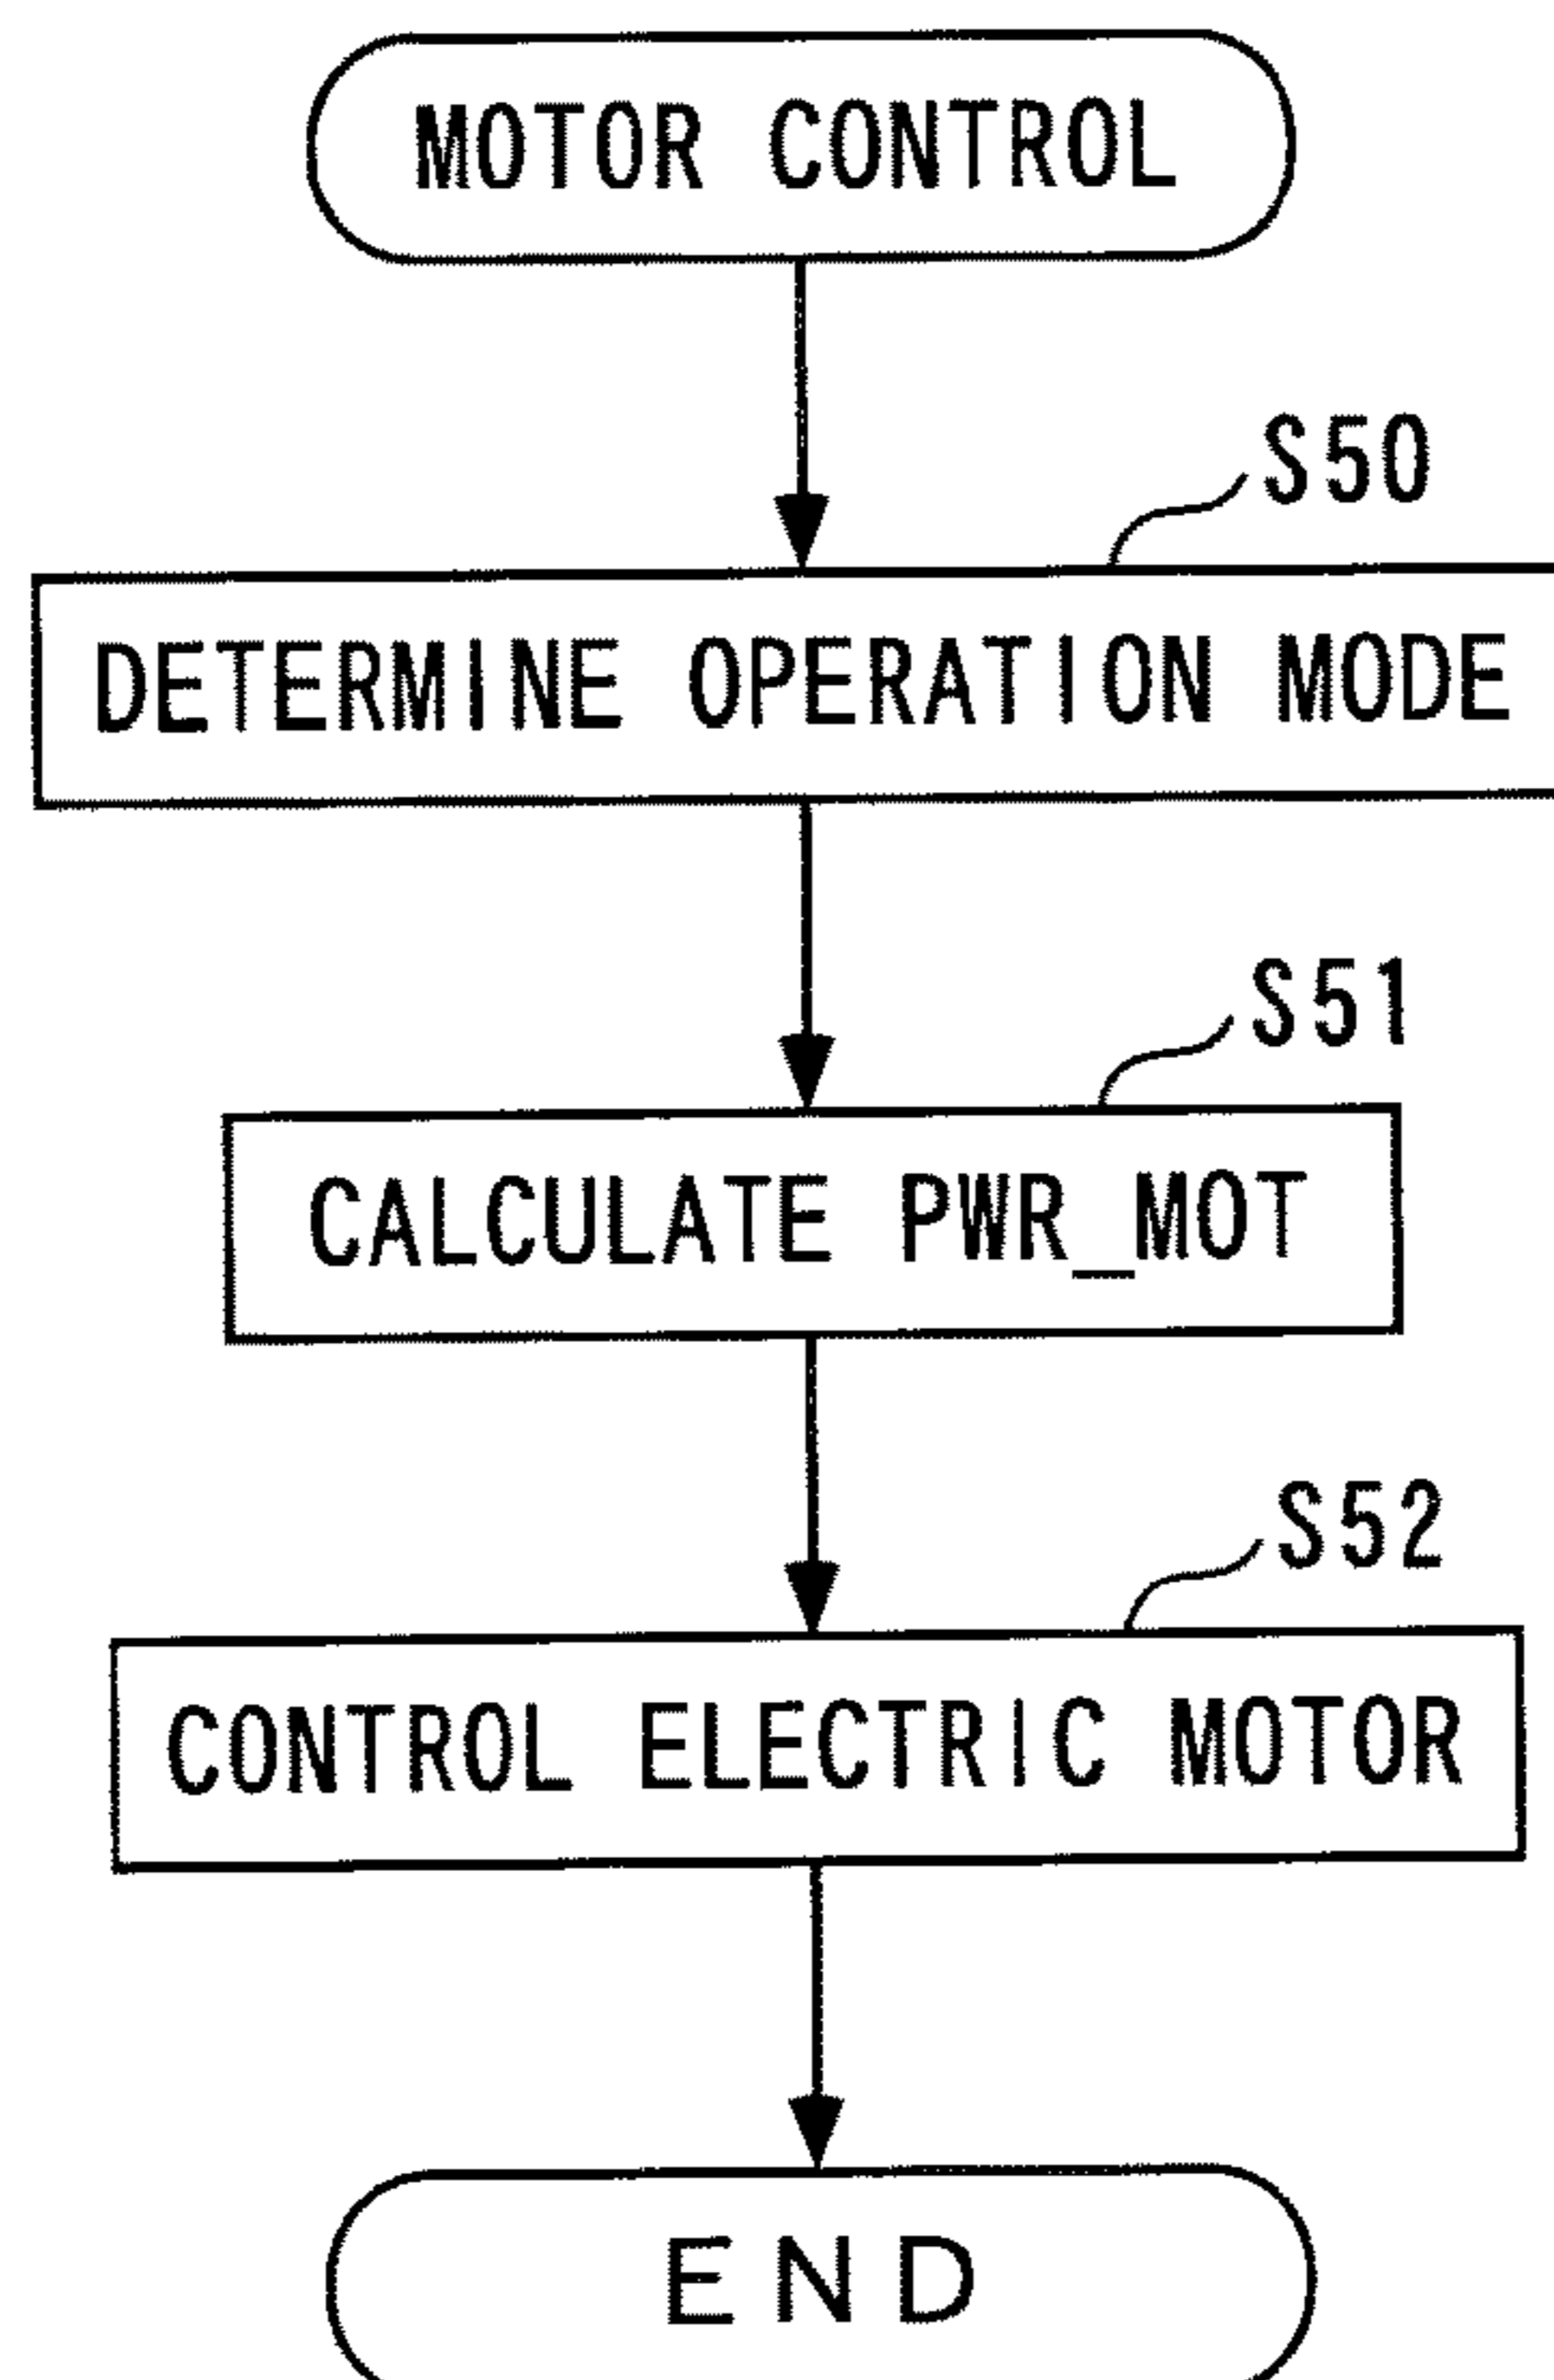 MOTOR CONTROL
S50
DETERMINE OPERATION MODE
S51
CALCULATE PWR_MOT
S52
CONTROL ELECTRIC MOTOR
END